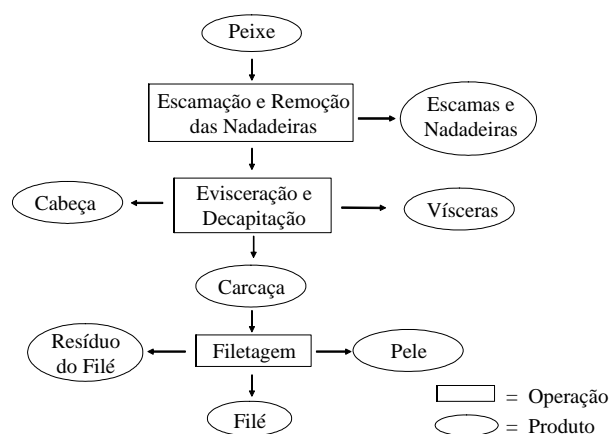 Peixe
Escamação e Remoção
das Nadadeiras
Escamas e
Nadadeiras
Cabeça
Evisceração e
Decapitação
Vísceras
Carcaça
Resíduo
do Filé
Filetagem
Pele
Filé
= Operação
= Produto